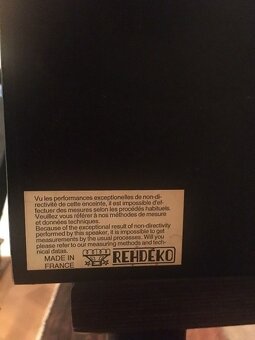 Vu les performances exceptionelles de non-di-
rectivité de cette enceinte, il est impossible d'ef-
fectuer des mesures selon les procédés habituels.
Veuillez vous référer à nos méthodes de mesure
et données techniques.
Because of the exceptional result of non-directivity
performed by this speaker, it is impossible to get
measurements by the usual processes. Will you
please refer to our measuring methods and tech-
nical datas.
MADE IN
FRANCE
REHDÉKO